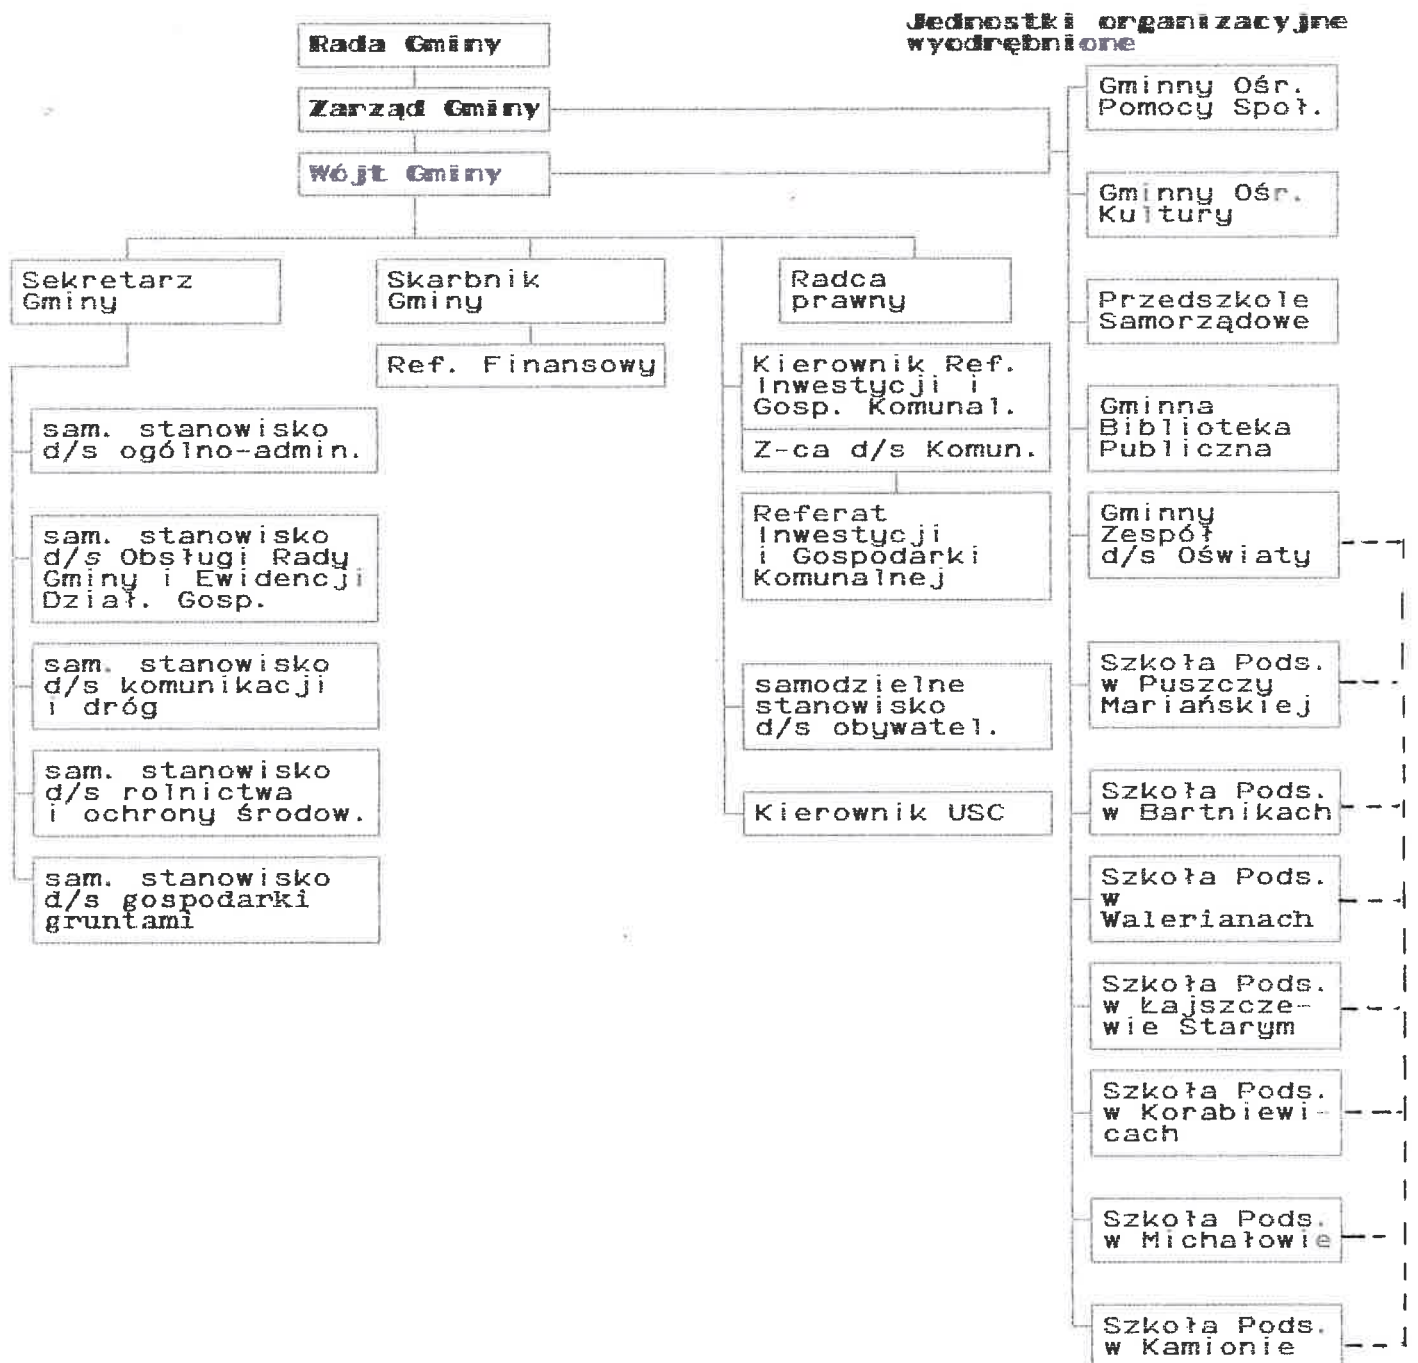 Jednostki organizacyjne
wyodrębnione
Rada Gminy
Zarząd Gminy
Wójt Gminy
Sekretarz
Gminy
Skarbnik
Gminy
Radca
prawny
Ref. Finansowy
sam. stanowisko
d/s ogólno-admin.
sam. stanowisko
d/s Obsługi Rady
Gminy i Ewidencji
Dział. Gosp.
sam. stanowisko
d/s komunikacji
i dróg
sam. stanowisko
d/s rolnictwa
i ochrony środow.
sam. stanowisko
d/s gospodarki
gruntami
Kierownik Ref.
Inwestycji i
Gosp. Komunal.
Z-ca d/s Komun.
Referat
Inwestycji
i Gospodarki
Komunalnej
samodzielne
stanowisko
d/s obywatel.
Kierownik USC
Gminny Ośr.
Pomocy Społ.
Gminny Ośr.
Kultury
Przedszkole
Samorządowe
Gminna
Biblioteka
Publiczna
Gminny
Zespół
d/s Oświaty
Szkoła Pods.
w Puszczy
Mariańskiej
Szkoła Pods.
w Bartnikach
Szkoła Pods.
w
Walerianach
Szkoła Pods.
w Łajszcze-
wie Starym
Szkoła Pods.
w Korabiewi-
cach
Szkoła Pods.
w Michałowie
Szkoła Pods.
w Kamionie